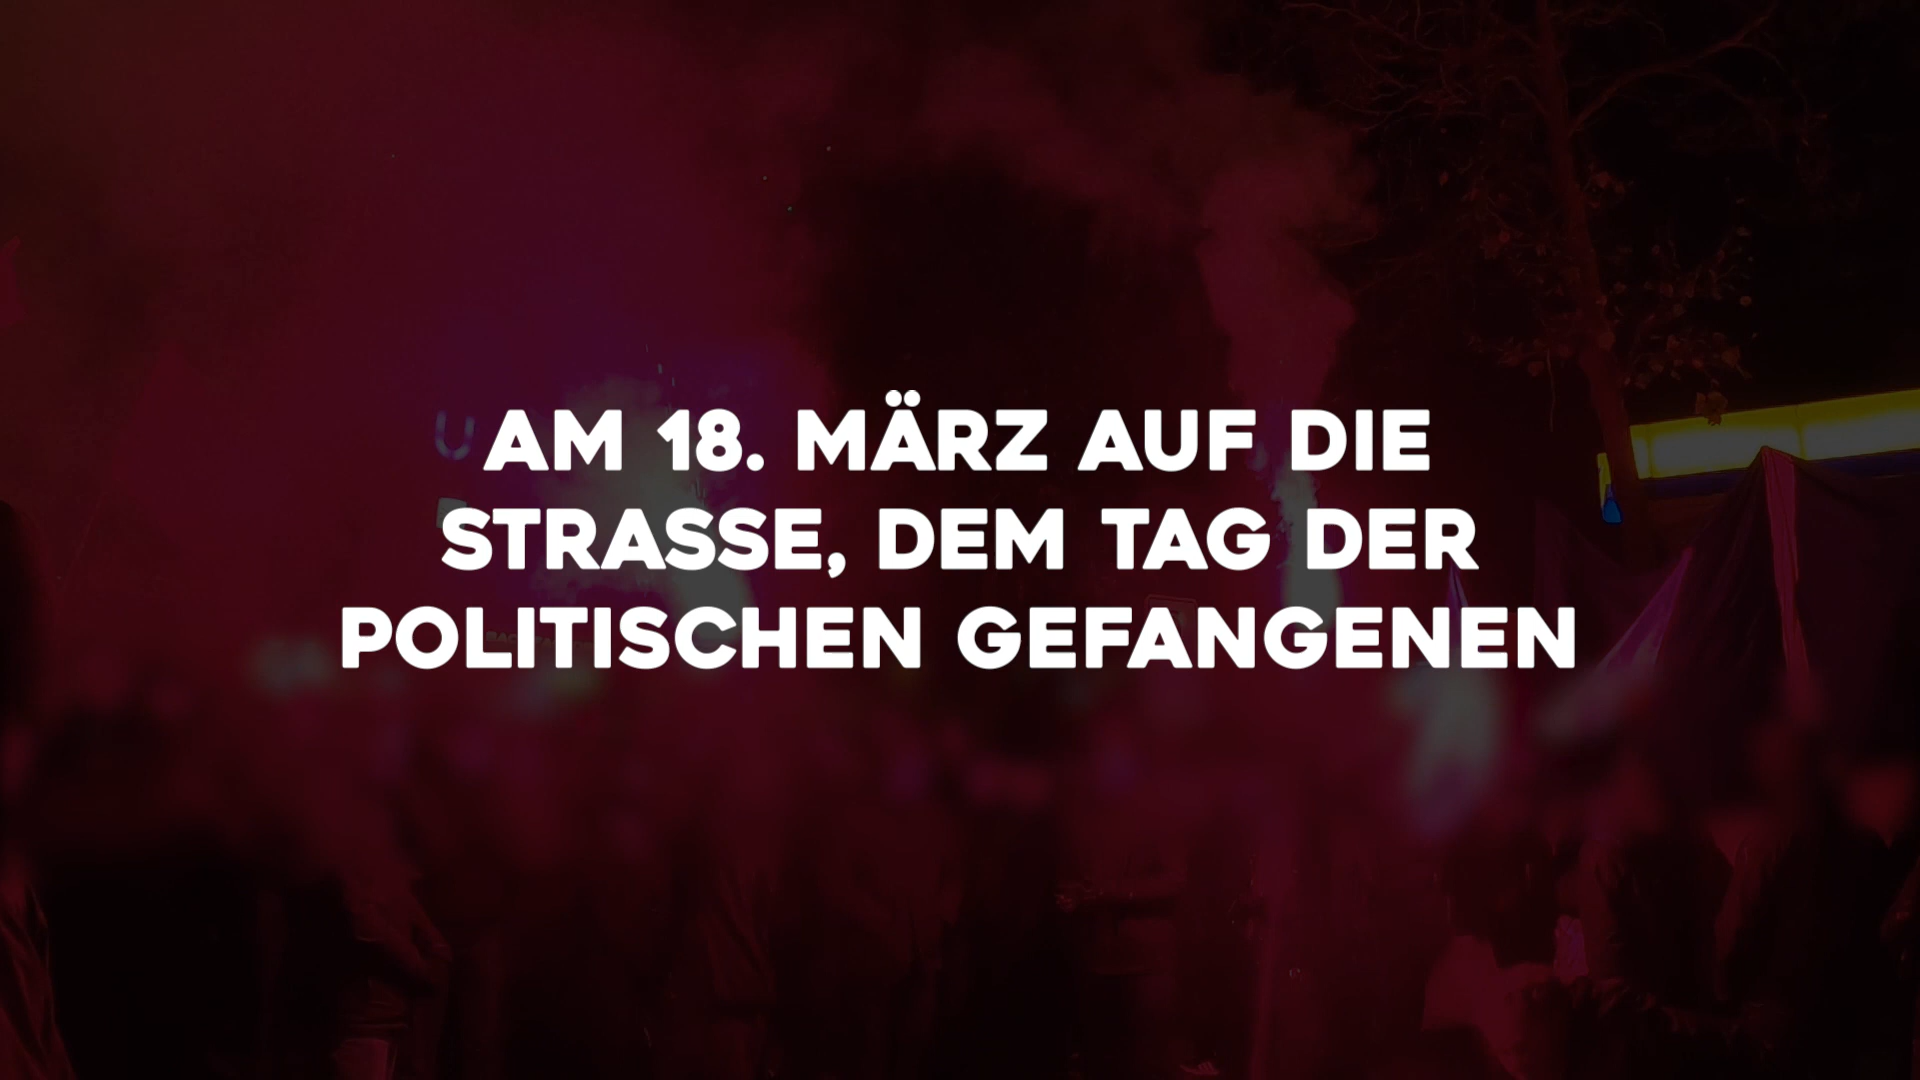 AM 18. MÄRZ AUF DIE
STRASSE, DEM TAG DER
POLITISCHEN GEFANGENEN